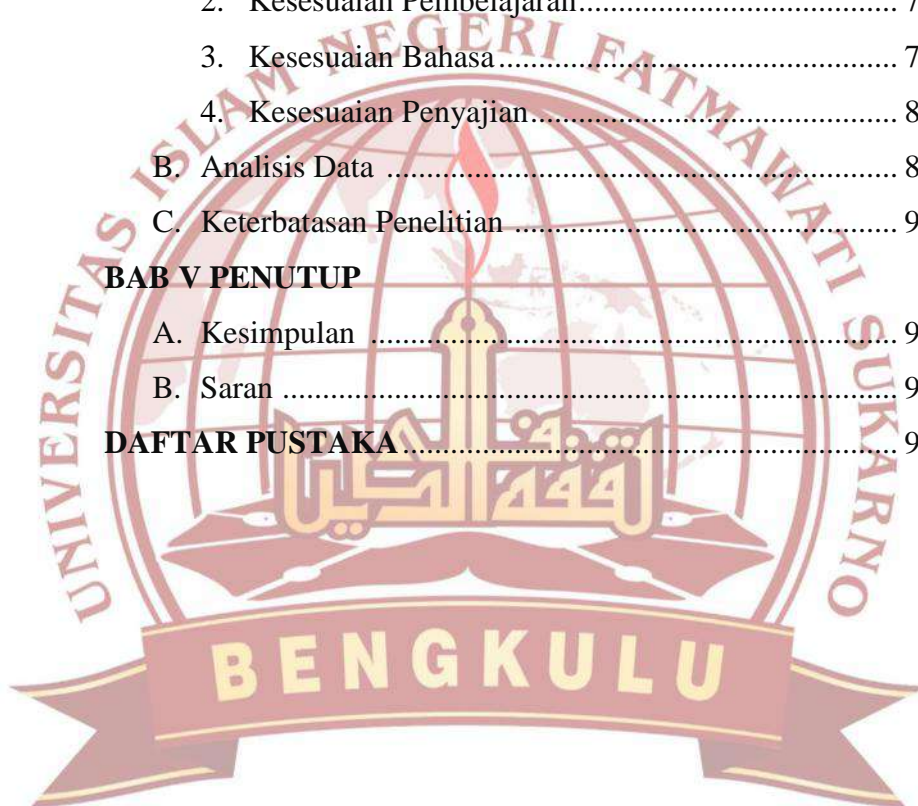 2. Kesesuaian Pembelajaran............................................ 7
3. Kesesuaian Bahasa....................................................... 7
4. Kesesuaian Penyajian................................................... 8
B. Analisis Data ...................................................................... 8
C. Keterbatasan Penelitian ..................................................... 9
BAB V PENUTUP
A. Kesimpulan ........................................................................ 9
B. Saran .................................................................................. 9
DAFTAR PUSTAKA................................................................... 9
UNIVERSITAS ISLAM NEGERI FATMAWATI SUKARNO
BENGKULU